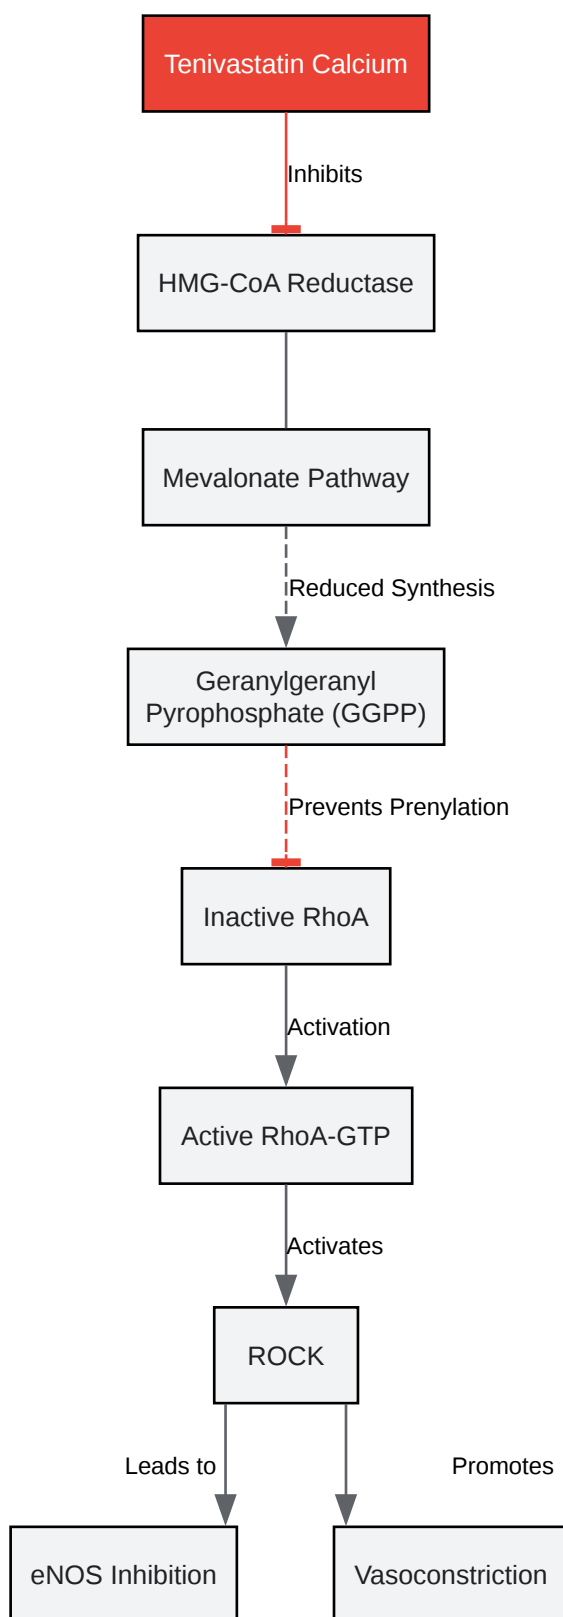 Tenivastatin Calcium
Inhibits
HMG-CoA Reductase
Mevalonate Pathway
Reduced Synthesis
Geranylgeranyl
Pyrophosphate (GGPP)
Prevents Prenylation
Inactive RhoA
Activation
Active RhoA-GTP
Activates
ROCK
Leads to
Promotes
eNOS Inhibition
Vasoconstriction